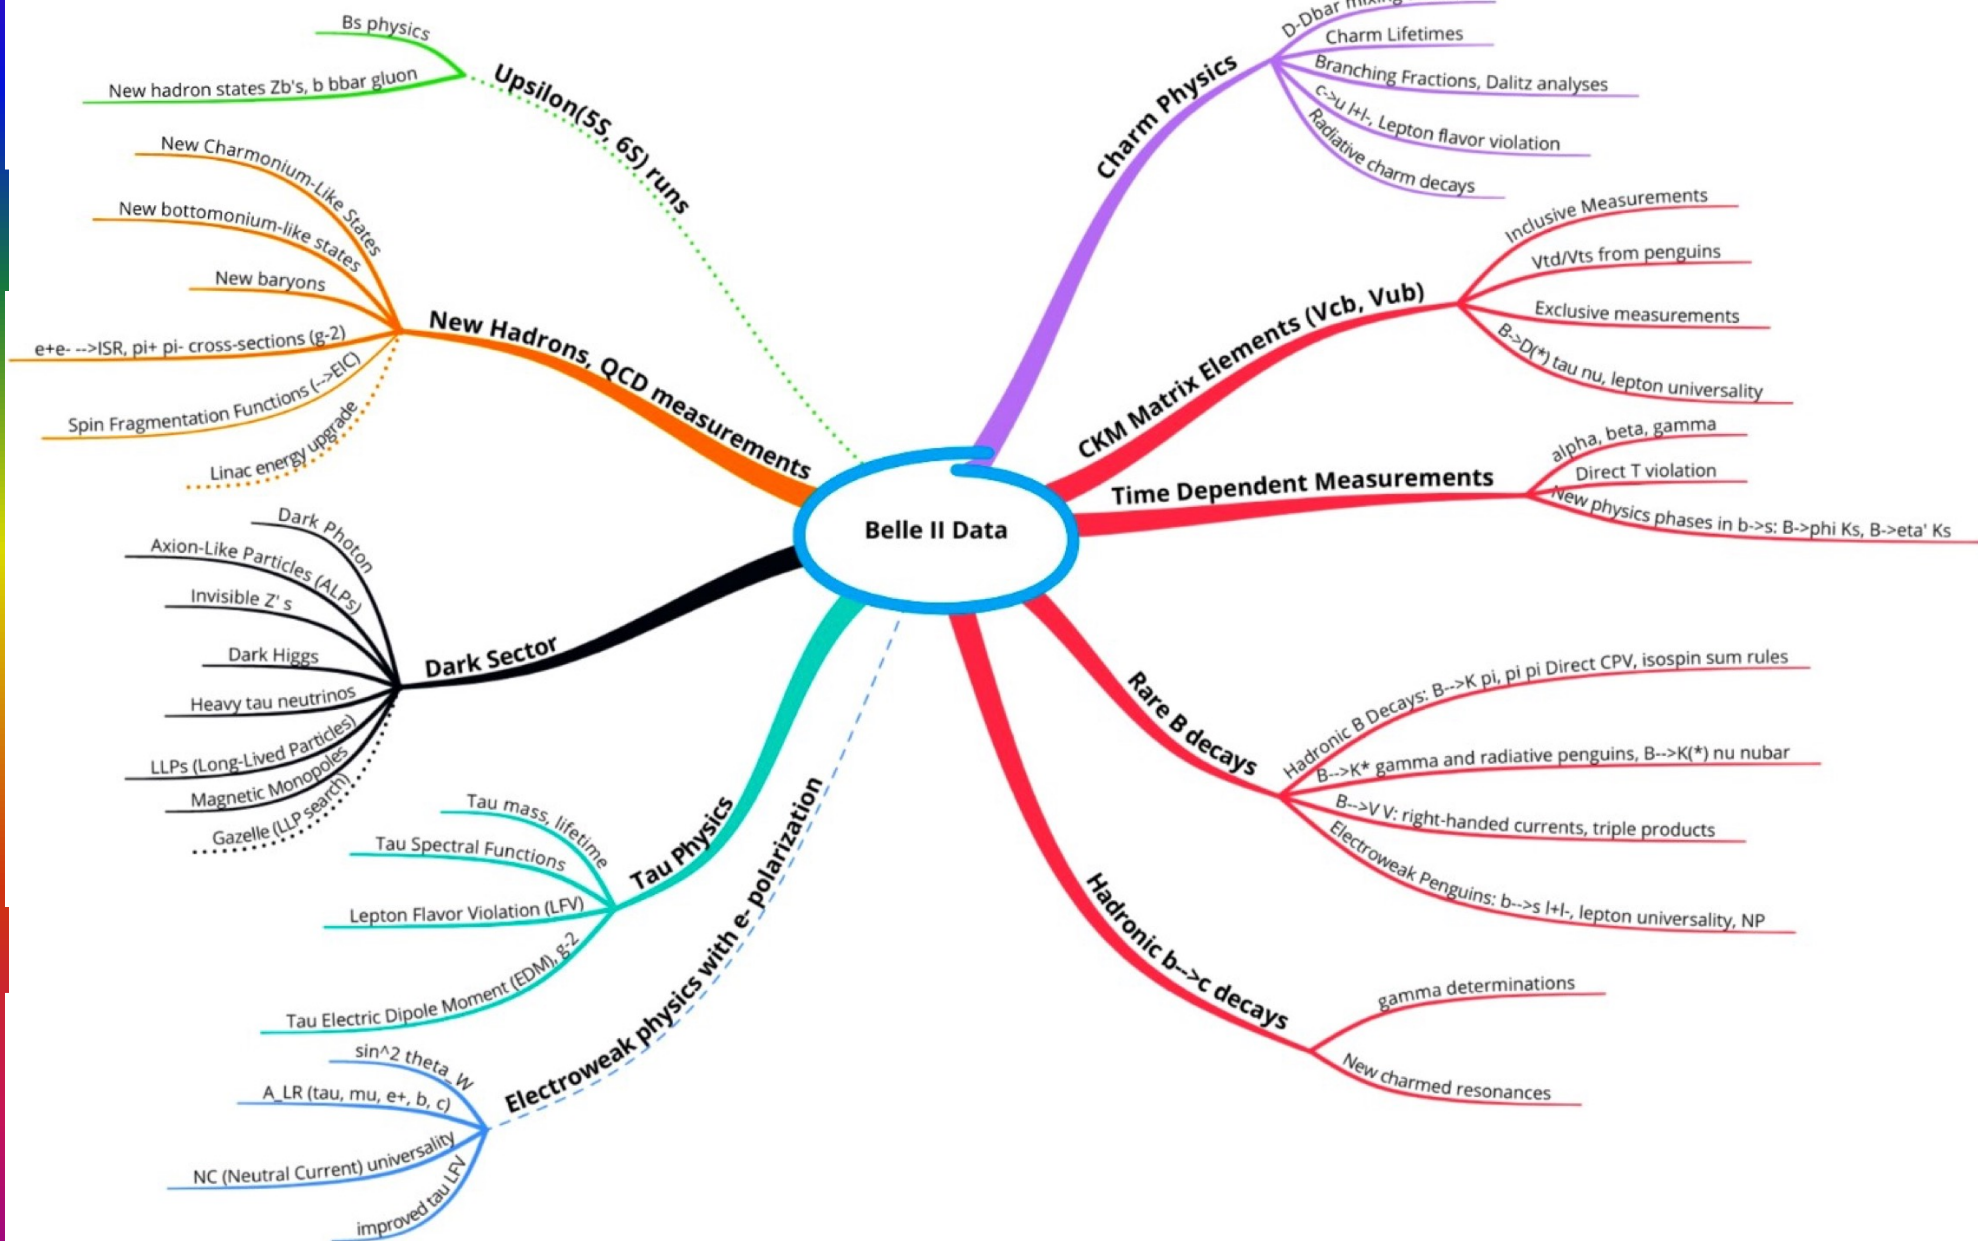 Belle II Data
Upsilon(5S, 6S) runs
Bs physics
New hadron states Zb's, b bbar gluon
New Hadrons, QCD measurements
New Charmonium-Like States
New bottomonium-like states
New baryons
e+e- -->ISR, pi+ pi- cross-sections (g-2)
Spin Fragmentation Functions (-->EIC)
Linac energy upgrade
Dark Sector
Dark Photon
Axion-Like Particles (ALPs)
Invisible Z' s
Dark Higgs
Heavy tau neutrinos
LLPs (Long-Lived Particles)
Magnetic Monopoles
Gazelle (LLP search)
Tau Physics
Tau mass, lifetime
Tau Spectral Functions
Lepton Flavor Violation (LFV)
Tau Electric Dipole Moment (EDM), g-2
Electroweak physics with e- polarization
sin^2 theta_W
A_LR (tau, mu, e+, b, c)
NC (Neutral Current) universality
improved tau LFV
Charm Physics
D-Dbar mixing
Charm Lifetimes
Branching Fractions, Dalitz analyses
c->u l+l-, Lepton flavor violation
Radiative charm decays
CKM Matrix Elements (Vcb, Vub)
Inclusive Measurements
Vtd/Vts from penguins
Exclusive measurements
B->D(*) tau nu, lepton universality
Time Dependent Measurements
alpha, beta, gamma
Direct T violation
New physics phases in b->s: B->phi Ks, B->eta' Ks
Rare B decays
Hadronic B Decays: B-->K pi, pi pi Direct CPV, isospin sum rules
B-->K* gamma and radiative penguins, B-->K(*) nu nubar
B-->V V: right-handed currents, triple products
Electroweak Penguins: b-->s l+l-, lepton universality, NP
Hadronic b-->c decays
gamma determinations
New charmed resonances